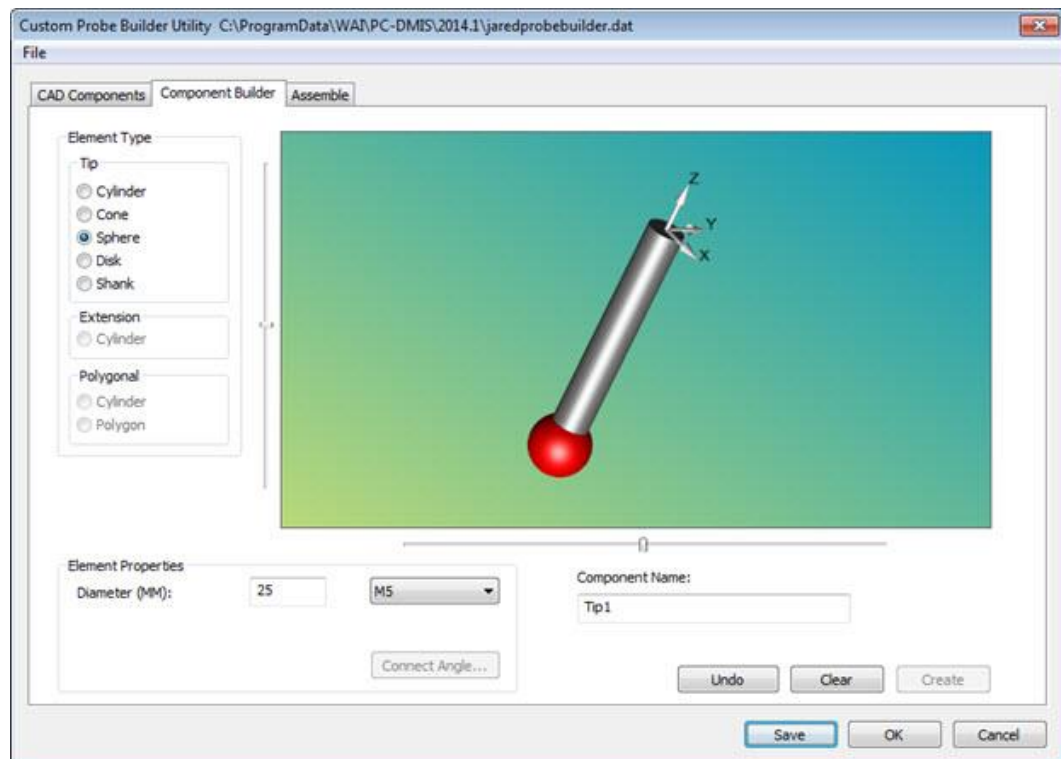 Custom Probe Builder Utility C:\ProgramData\WAI\PC-DMIS\2014.1\jaredprobebuilder.dat
File
CAD Components Component Builder Assemble
Element Type
Tip
Cylinder
Cone
Sphere
Disk
Shank
Extension
Cylinder
Polygonal
Cylinder
Polygon
Z
Y
X
Element Properties
Diameter (MM): 25 M5
Connect Angle...
Component Name:
Tip1
Undo Clear Create
Save OK Cancel